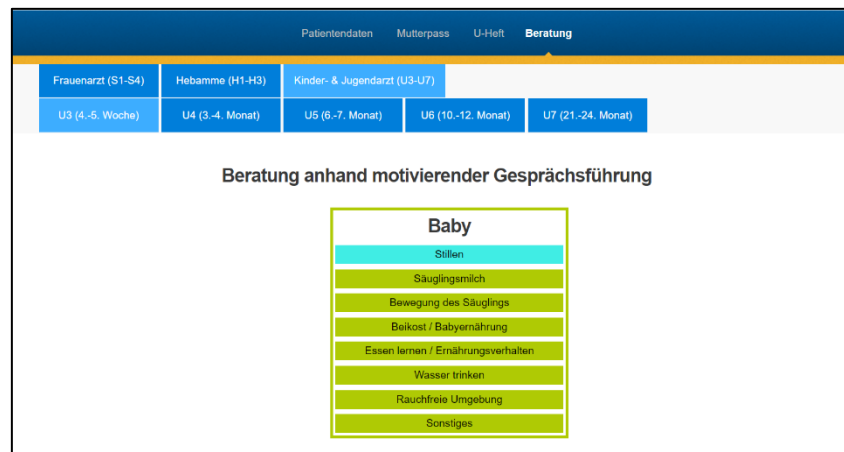 Patientendaten Mutterpass U-Heft Beratung
Frauenarzt (S1-S4) Hebamme (H1-H3) Kinder- & Jugendarzt (U3-U7)
U3 (4.-5. Woche) U4 (3.-4. Monat) U5 (6.-7. Monat) U6 (10.-12. Monat) U7 (21.-24. Monat)
Beratung anhand motivierender Gesprächsführung
Baby
Stillen
Säuglingsmilch
Bewegung des Säuglings
Beikost / Babyernährung
Essen lernen / Ernährungsverhalten
Wasser trinken
Rauchfreie Umgebung
Sonstiges